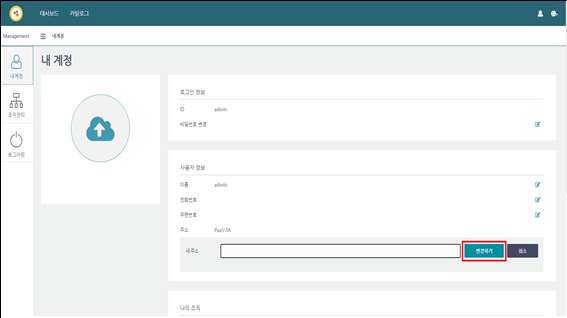 대시보드 카탈로그
Management 내계정
내계정
조직관리
로그아웃
내 계정
로그인 정보
ID admin
비밀번호 변경
사용자 정보
이름 admin
전화번호
우편번호
주소 PaaS-TA
새 주소 변경하기 취소
나의 조직